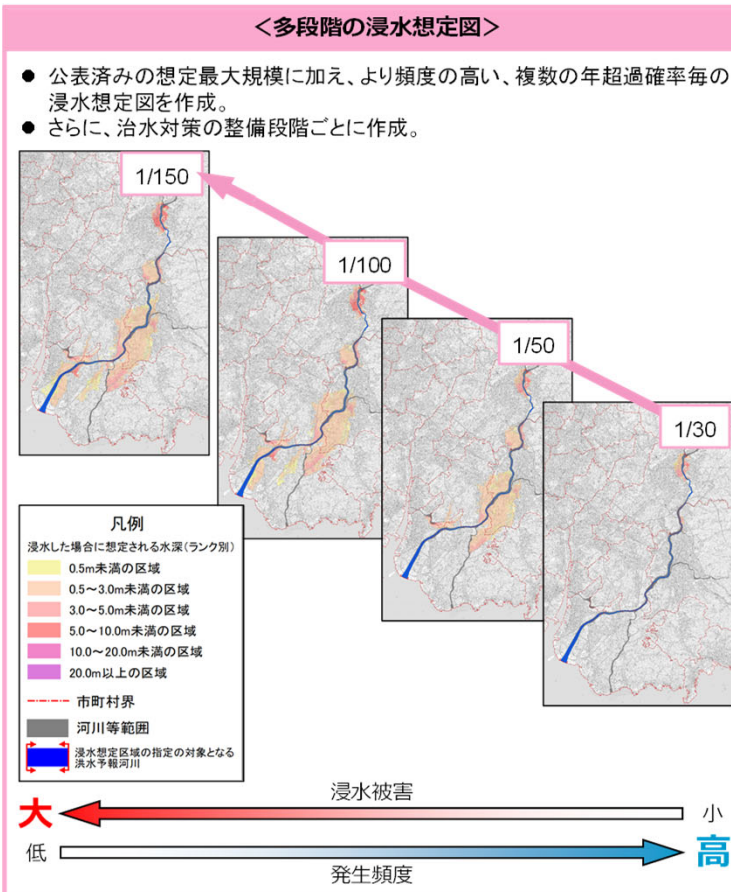 ＜多段階の浸水想定図＞
● 公表済みの想定最大規模に加え、より頻度の高い、複数の年超過確率毎の
浸水想定図を作成。
● さらに、治水対策の整備段階ごとに作成。
1/150
1/100
1/50
1/30
凡例
浸水した場合に想定される水深(ランク別)
0.5m未満の区域
0.5～3.0m未満の区域
3.0～5.0m未満の区域
5.0～10.0m未満の区域
10.0～20.0m未満の区域
20.0m以上の区域
市町村界
河川等範囲
浸水想定区域の指定の対象となる
洪水予報河川
浸水被害
大
小
低
高
発生頻度